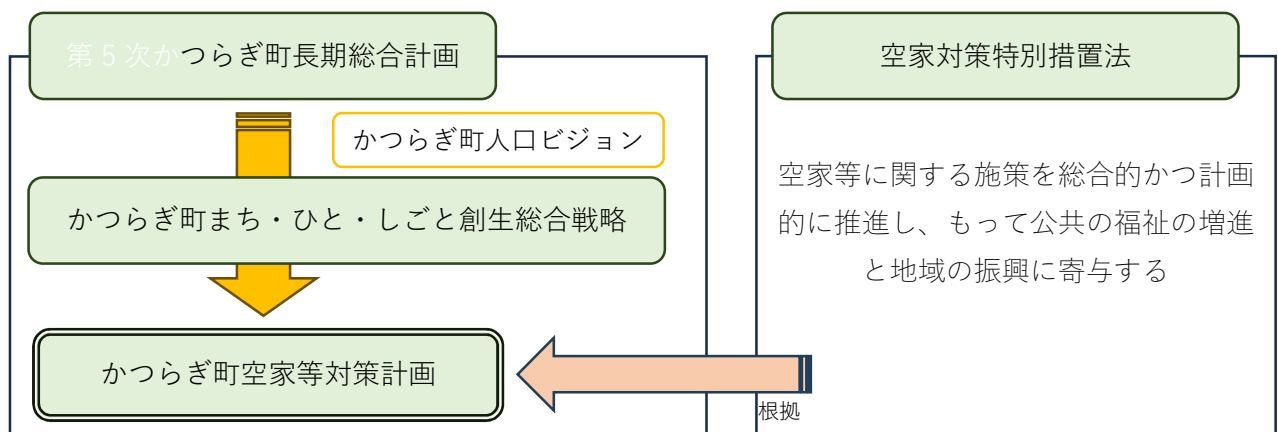 第5次かつらぎ町長期総合計画
かつらぎ町人口ビジョン
かつらぎ町まち・ひと・しごと創生総合戦略
かつらぎ町空家等対策計画
空家対策特別措置法
空家等に関する施策を総合的かつ計画
的に推進し、もって公共の福祉の増進
と地域の振興に寄与する
根拠